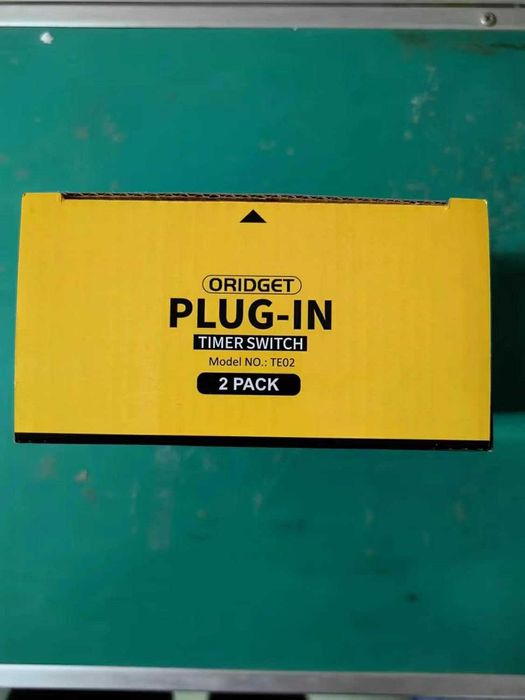 ORIDGET
PLUG-IN
TIMER SWITCH
Model NO.: TE02
2 PACK